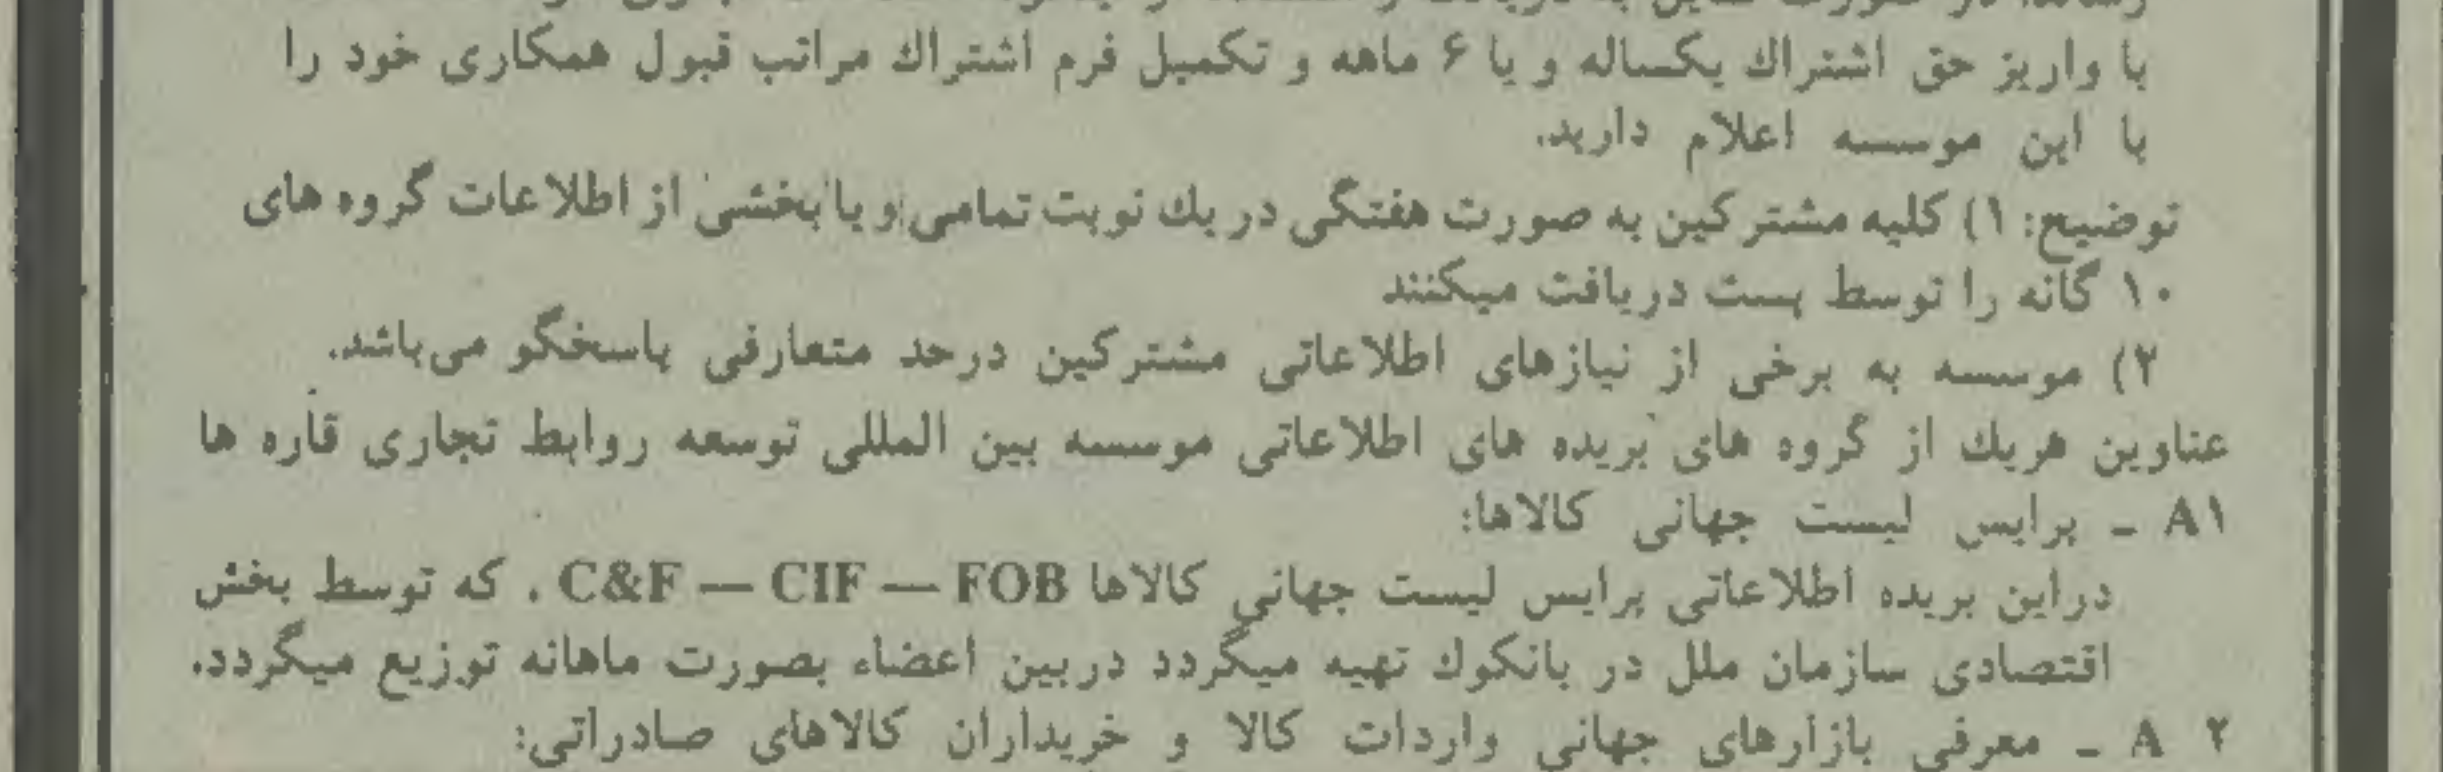 با واریز حق اشتراك یکساله و یا ۶ ماهه و تکمیل فرم اشتراك مراتب قبول همکاری خود را
با این موسسه اعلام دارید.
توضیح: ۱) کلیه مشترکین به صورت هفتگی در یك نوبت تمامی و یا بخشی از اطلاعات گروه های
۱۰ گانه را توسط پست دریافت میکنند
۲) موسسه به برخی از نیازهای اطلاعاتی مشترکین درحد متعارفی پاسخگو می‌باشد.
عناوین هریك از گروه های بریده های اطلاعاتی موسسه بین المللی توسعه روابط تجاری قاره ها
A۱ ـ پرایس لیست جهانی کالاها:
دراین بریده اطلاعاتی پرایس لیست جهانی کالاها C&F — CIF — FOB . که توسط بخش
اقتصادی سازمان ملل در بانکوك تهیه میگردد دربین اعضاء بصورت ماهانه توزیع میگردد.
A ۲ ـ معرفی بازارهای جهانی واردات کالا و خریداران کالاهای صادراتی: